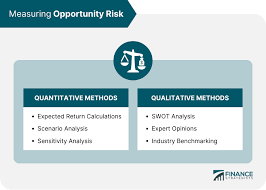 Measuring Opportunity Risk
QUANTITATIVE METHODS
• Expected Return Calculations
• Scenario Analysis
• Sensitivity Analysis
QUALITATIVE METHODS
• SWOT Analysis
• Expert Opinions
• Industry Benchmarking
FINANCE
STRATEGISTS